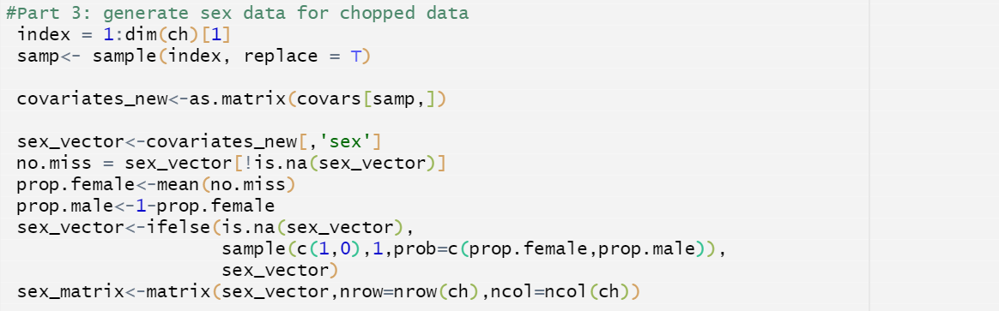 #Part 3: generate sex data for chopped data
index = 1:dim(ch)[1]
samp<- sample(index, replace = T)
covariates_new<-as.matrix(covars[samp,])
sex_vector<-covariates_new[,'sex']
no.miss = sex_vector[!is.na(sex_vector)]
prop.female<-mean(no.miss)
prop.male<-1-prop.female
sex_vector<-ifelse(is.na(sex_vector),
sample(c(1,0),1,prob=c(prop.female,prop.male)),
sex_vector)
sex_matrix<-matrix(sex_vector,nrow=nrow(ch),ncol=ncol(ch))